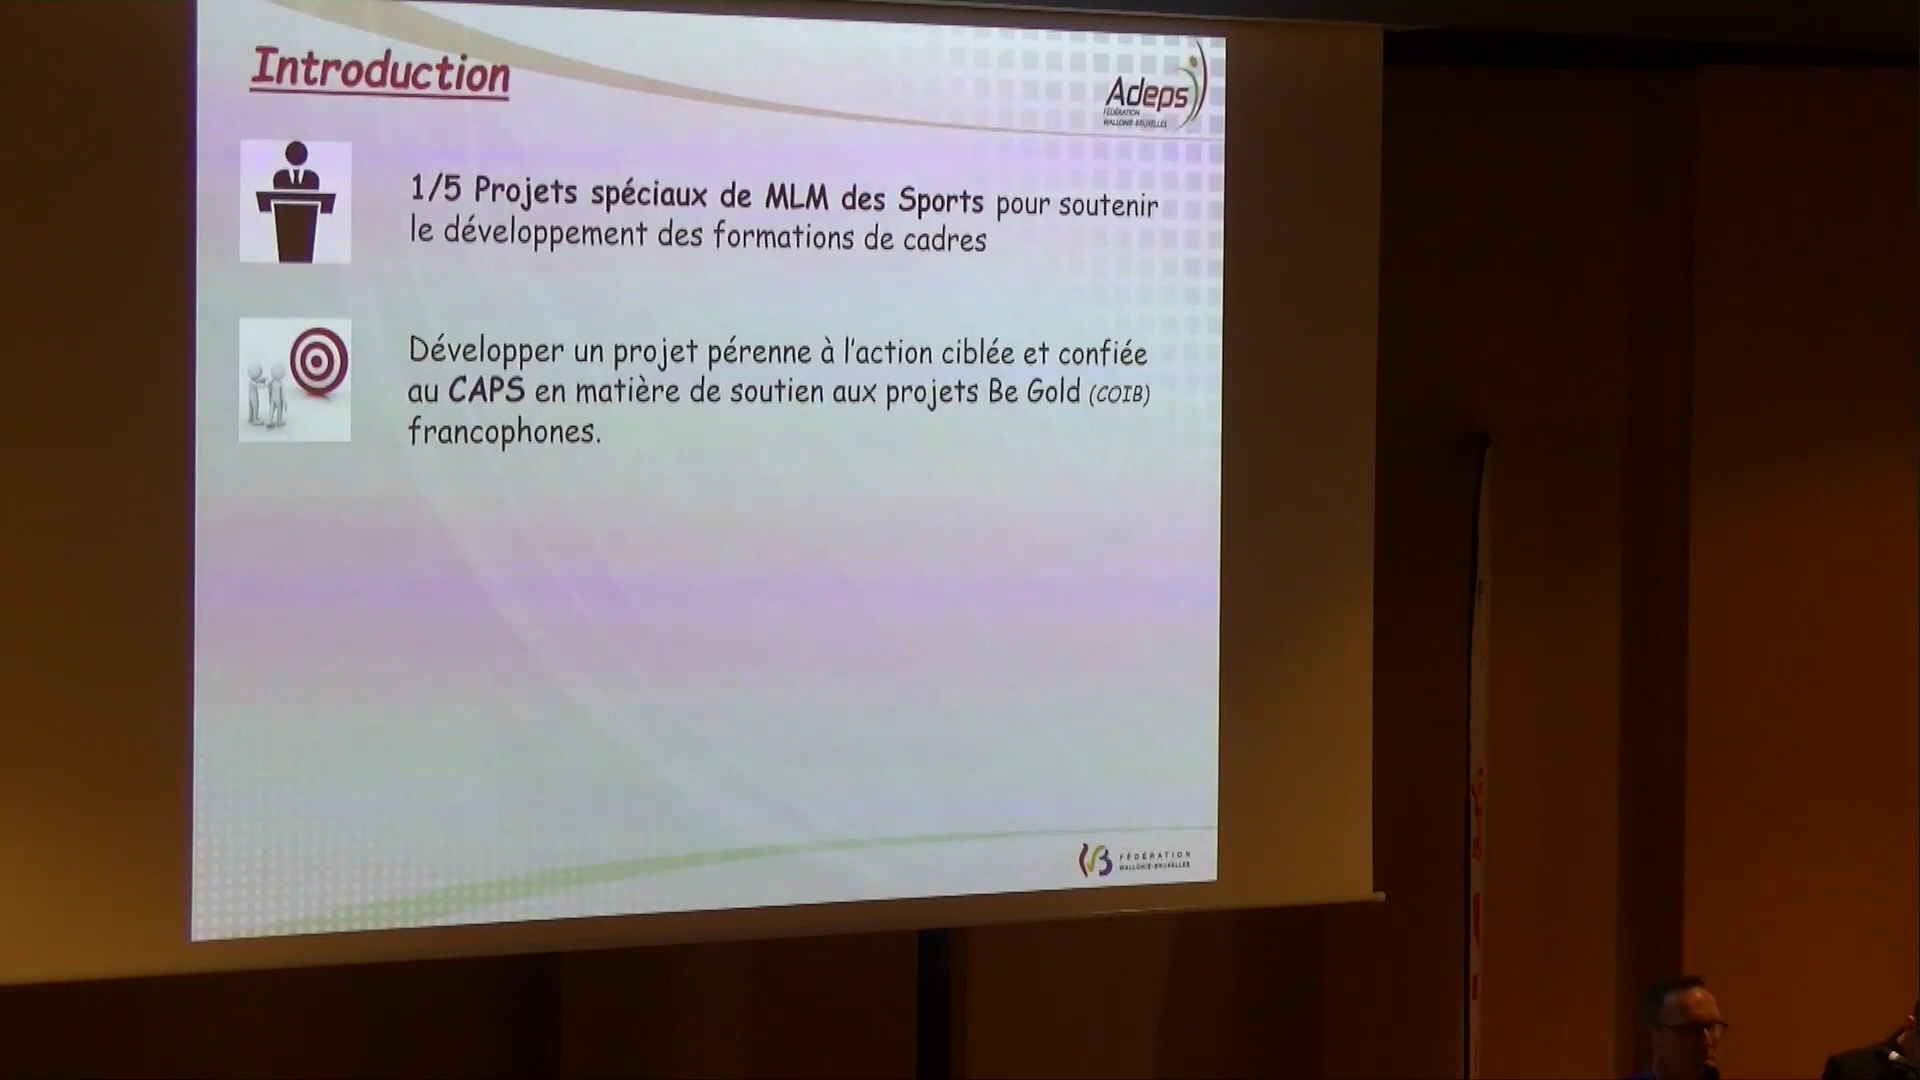 Introduction
Adeps
FÉDÉRATION
WALLONIE-BRUXELLES
1/5 Projets spéciaux de MLM des Sports pour soutenir
le développement des formations de cadres
Développer un projet pérenne à l'action ciblée et confiée
au CAPS en matière de soutien aux projets Be Gold (COIB)
francophones.
FÉDÉRATION
WALLONIE-BRUXELLES